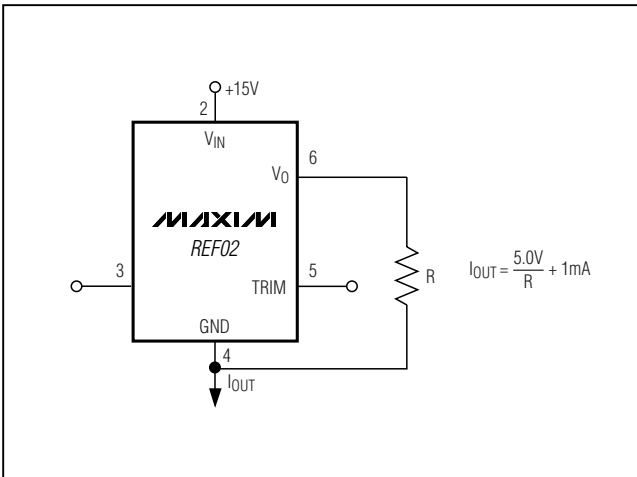 +15V
2
VIN
6
VO
MAXIM
REF02
3
5
TRIM
R
IOUT = 5.0V
R
+ 1mA
GND
4
IOUT